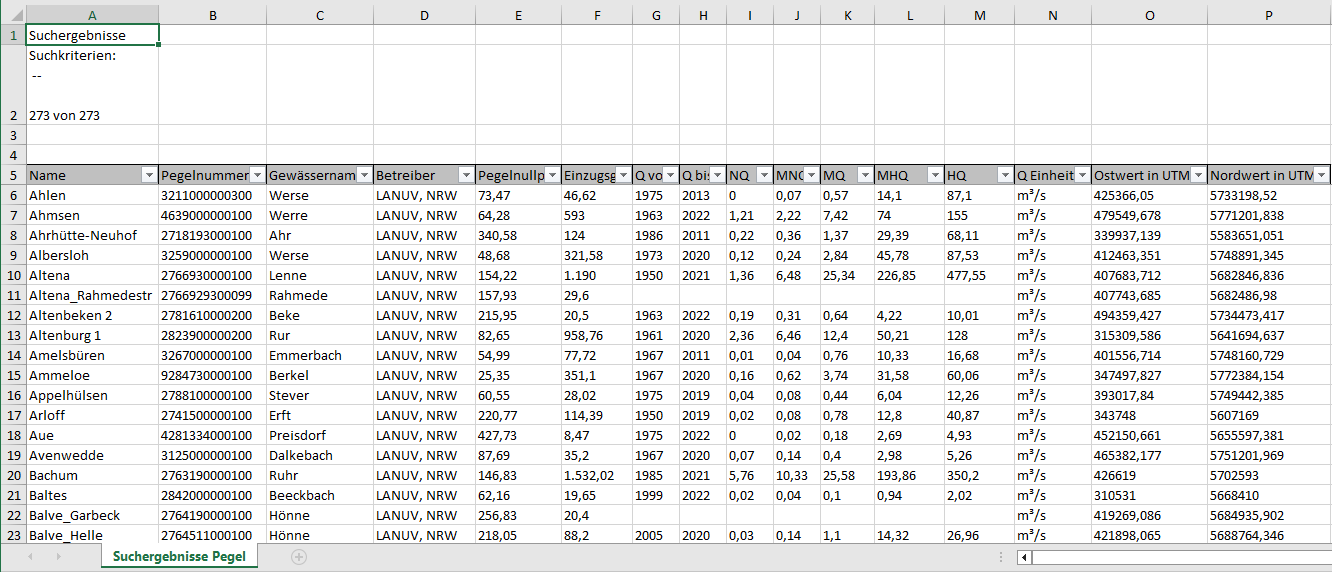 A B C D E F G H I J K L M N O P
1 Suchergebnisse
Suchkriterien:
--
2 273 von 273
3
4
5 Name Pegelnummer Gewässernam Betreiber Pegelnullp Einzugsg Q vo Q bis NQ MNQ MQ MHQ HQ Q Einheit Ostwert in UTM Nordwert in UTM
6 Ahlen 3211000000300 Werse LANUV, NRW 73,47 46,62 1975 2013 0 0,07 0,57 14,1 87,1 m³/s 425366,05 5733198,52
7 Ahmsen 4639000000100 Werre LANUV, NRW 64,28 593 1963 2022 1,21 2,22 7,42 74 155 m³/s 479549,678 5771201,838
8 Ahrhütte-Neuhof 2718193000100 Ahr LANUV, NRW 340,58 124 1986 2011 0,22 0,36 1,37 29,39 68,11 m³/s 339937,139 5583651,051
9 Albersloh 3259000000100 Werse LANUV, NRW 48,68 321,58 1973 2020 0,12 0,24 2,84 45,78 87,53 m³/s 412463,351 5748891,345
10 Altena 2766930000100 Lenne LANUV, NRW 154,22 1.190 1950 2021 1,36 6,48 25,34 226,85 477,55 m³/s 407683,712 5682846,836
11 Altena_Rahmedestr 2766929300099 Rahmede LANUV, NRW 157,93 29,6 m³/s 407743,685 5682486,98
12 Altenbeken 2 2781610000200 Beke LANUV, NRW 215,95 20,5 1963 2022 0,19 0,31 0,64 4,22 10,01 m³/s 494359,427 5734473,417
13 Altenburg 1 2823900000200 Rur LANUV, NRW 82,65 958,76 1961 2020 2,36 6,46 12,4 50,21 128 m³/s 315309,586 5641694,637
14 Amelsbüren 3267000000100 Emmerbach LANUV, NRW 54,99 77,72 1967 2011 0,01 0,04 0,76 10,33 16,68 m³/s 401556,714 5748160,729
15 Ammeloe 9284730000100 Berkel LANUV, NRW 25,35 351,1 1967 2020 0,16 0,62 3,74 31,58 60,06 m³/s 347497,827 5772384,154
16 Appelhülsen 2788100000100 Stever LANUV, NRW 60,55 28,02 1975 2019 0,04 0,08 0,44 6,04 12,26 m³/s 393017,84 5749442,385
17 Arloff 2741500000100 Erft LANUV, NRW 220,77 114,39 1950 2019 0,02 0,08 0,78 12,8 40,87 m³/s 343748 5607169
18 Aue 4281334000100 Preisdorf LANUV, NRW 427,73 8,47 1975 2022 0 0,02 0,18 2,69 4,93 m³/s 452150,661 5655597,381
19 Avenwedde 3125000000100 Dalkebach LANUV, NRW 87,69 35,2 1967 2020 0,07 0,14 0,4 2,98 5,26 m³/s 465382,177 5751201,969
20 Bachum 2763190000100 Ruhr LANUV, NRW 146,83 1.532,02 1985 2021 5,76 10,33 25,58 193,86 350,2 m³/s 426619 5702593
21 Baltes 2842000000100 Beeckbach LANUV, NRW 62,16 19,65 1999 2022 0,02 0,04 0,1 0,94 2,02 m³/s 310531 5668410
22 Balve_Garbeck 2764190000100 Hönne LANUV, NRW 256,83 20,4 m³/s 419269,086 5684935,902
23 Balve_Helle 2764511000100 Hönne LANUV, NRW 218,05 88,2 2005 2020 0,03 0,14 1,1 14,32 26,96 m³/s 421898,065 5688764,346
Suchergebnisse Pegel